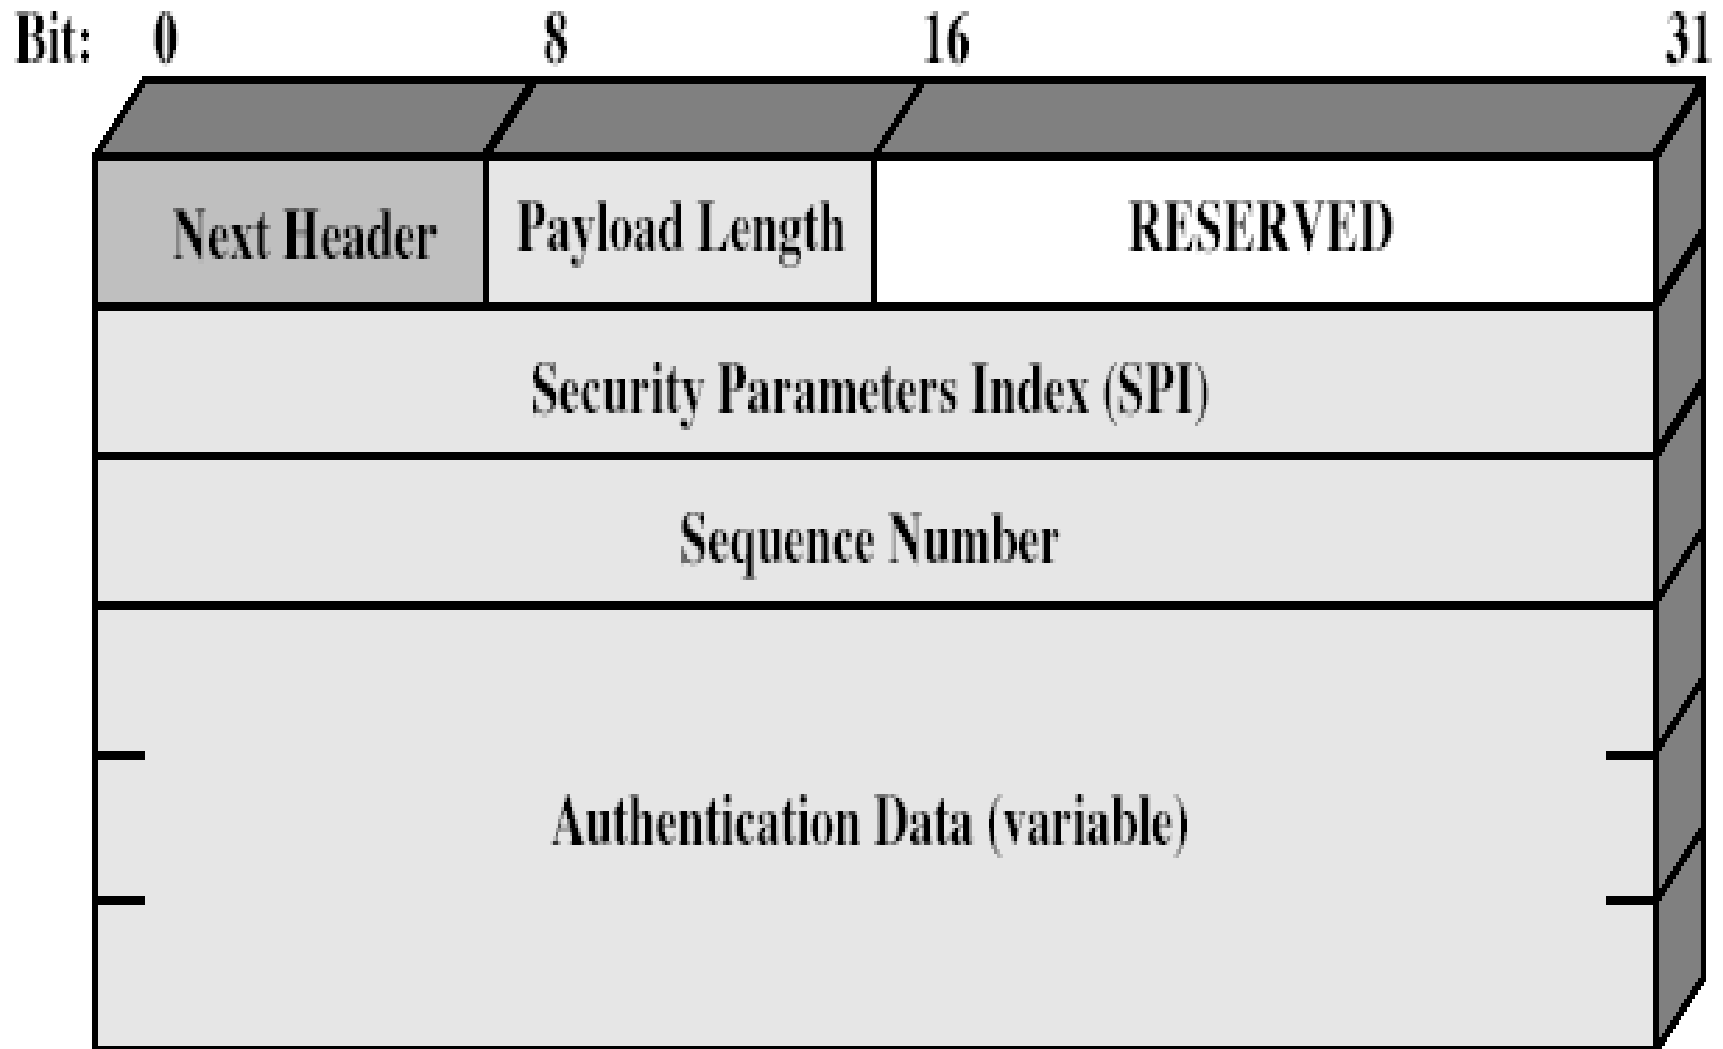 Bit: 0 8 16 31
Next Header Payload Length RESERVED
Security Parameters Index (SPI)
Sequence Number
Authentication Data (variable)